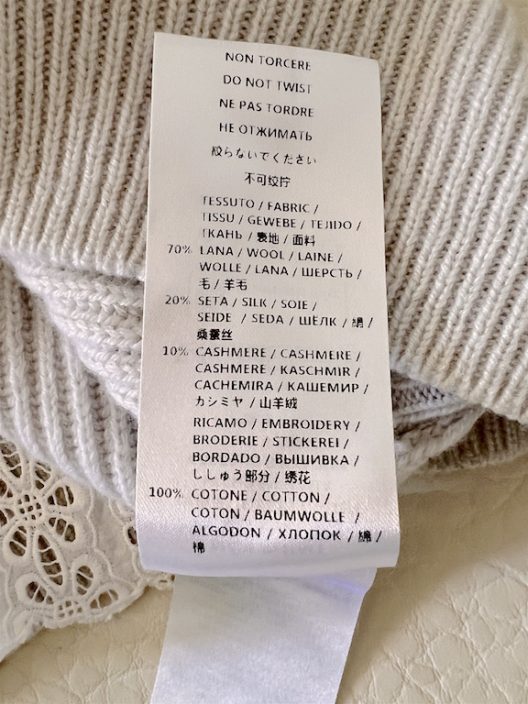 NON TORCERE
DO NOT TWIST
NE PAS TORDRE
НЕ ОТЖИМАТЬ
絞らないでください
不可绞拧
TESSUTO / FABRIC /
TISSU / GEWEBE / TEJIDO /
ТКАНЬ / 表地 / 面料
70% LANA / WOOL / LAINE /
WOLLE / LANA / ШЕРСТЬ /
毛 / 羊毛
20% SETA / SILK / SOIE /
SEIDE / SEDA / ШЁЛК / 絹 /
桑蚕丝
10% CASHMERE / CASHMERE /
CASHMERE / KASCHMIR /
CACHEMIRA / КАШЕМИР /
カシミヤ / 山羊绒
RICAMO / EMBROIDERY /
BRODERIE / STICKEREI /
BORDADO / ВЫШИВКА /
ししゅう部分 / 绣花
100% COTONE / COTTON /
COTON / BAUMWOLLE /
ALGODON / ХЛОПОК / 綿 /
棉